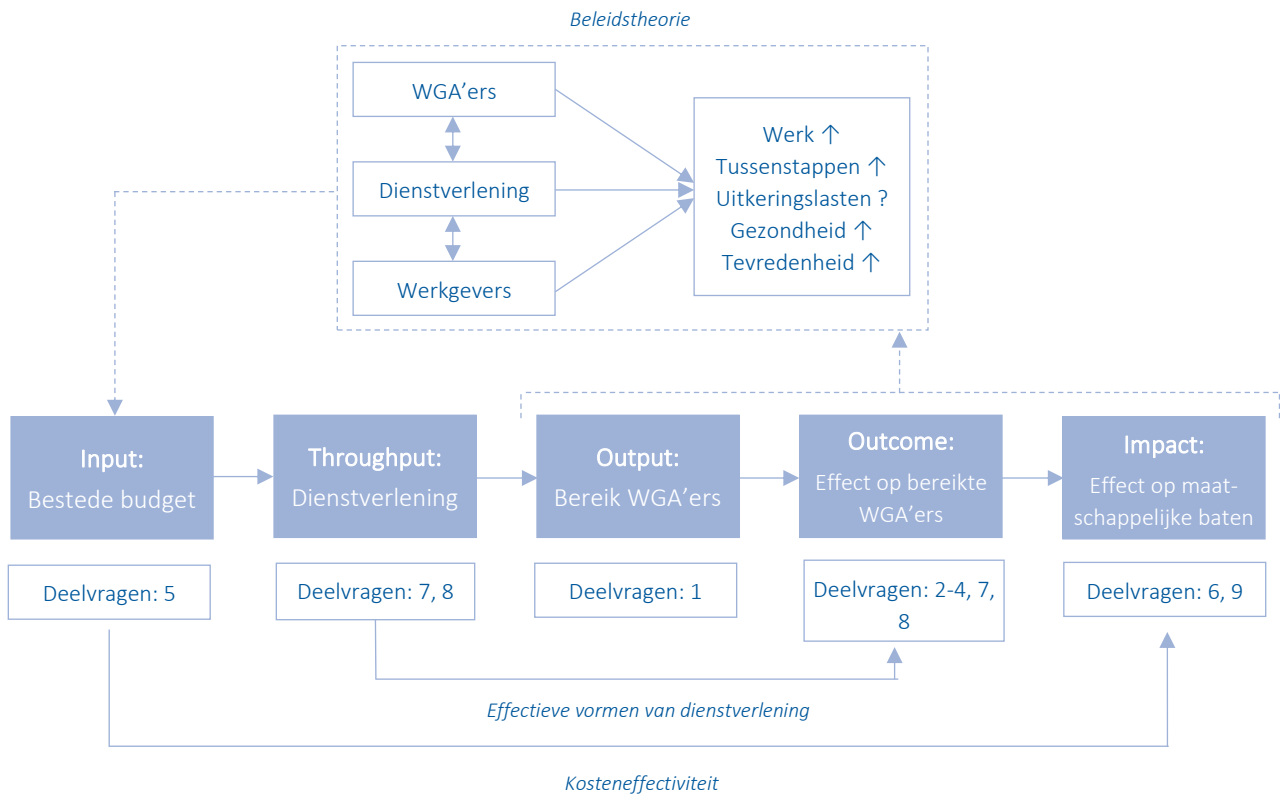 Beleidstheorie
WGA'ers
Dienstverlening
Werkgevers
Werk ↑
Tussenstappen ↑
Uitkeringslasten ?
Gezondheid ↑
Tevredenheid ↑
Input:
Bestede budget
Throughput:
Dienstverlening
Output:
Bereik WGA'ers
Outcome:
Effect op bereikte
WGA'ers
Impact:
Effect op maat-
schappelijke baten
Deelvragen: 5
Deelvragen: 7, 8
Deelvragen: 1
Deelvragen: 2-4, 7,
8
Deelvragen: 6, 9
Effectieve vormen van dienstverlening
Kosteneffectiviteit